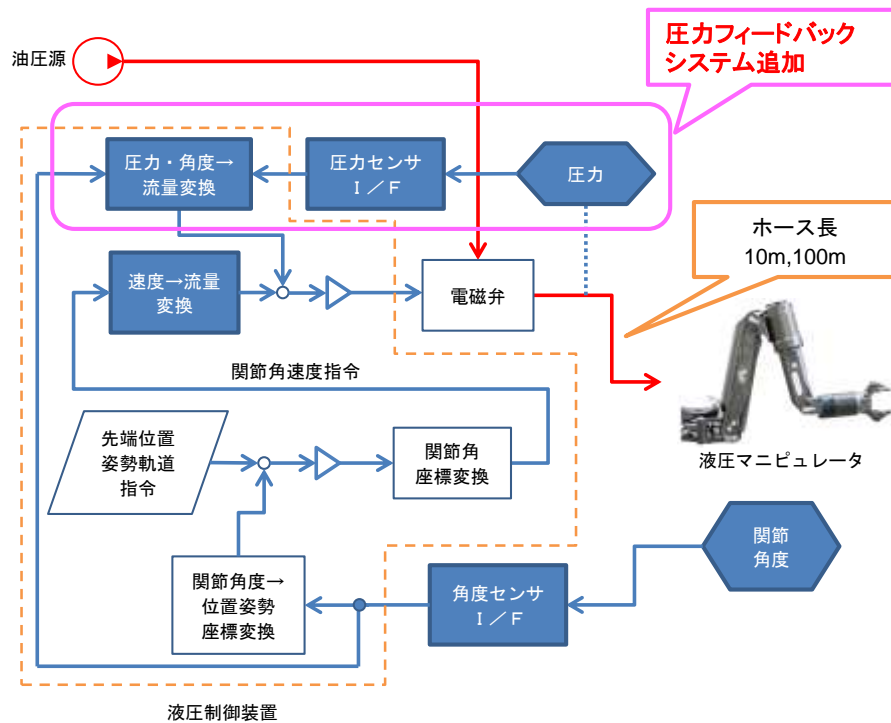 圧力フィードバック
システム追加
油圧源
圧力・角度→
流量変換
圧力センサ
I／F
圧力
ホース長
10m,100m
速度→流量
変換
電磁弁
関節角速度指令
先端位置
姿勢軌道
指令
関節角
座標変換
液圧マニピュレータ
関節
角度
関節角度→
位置姿勢
座標変換
角度センサ
I／F
液圧制御装置